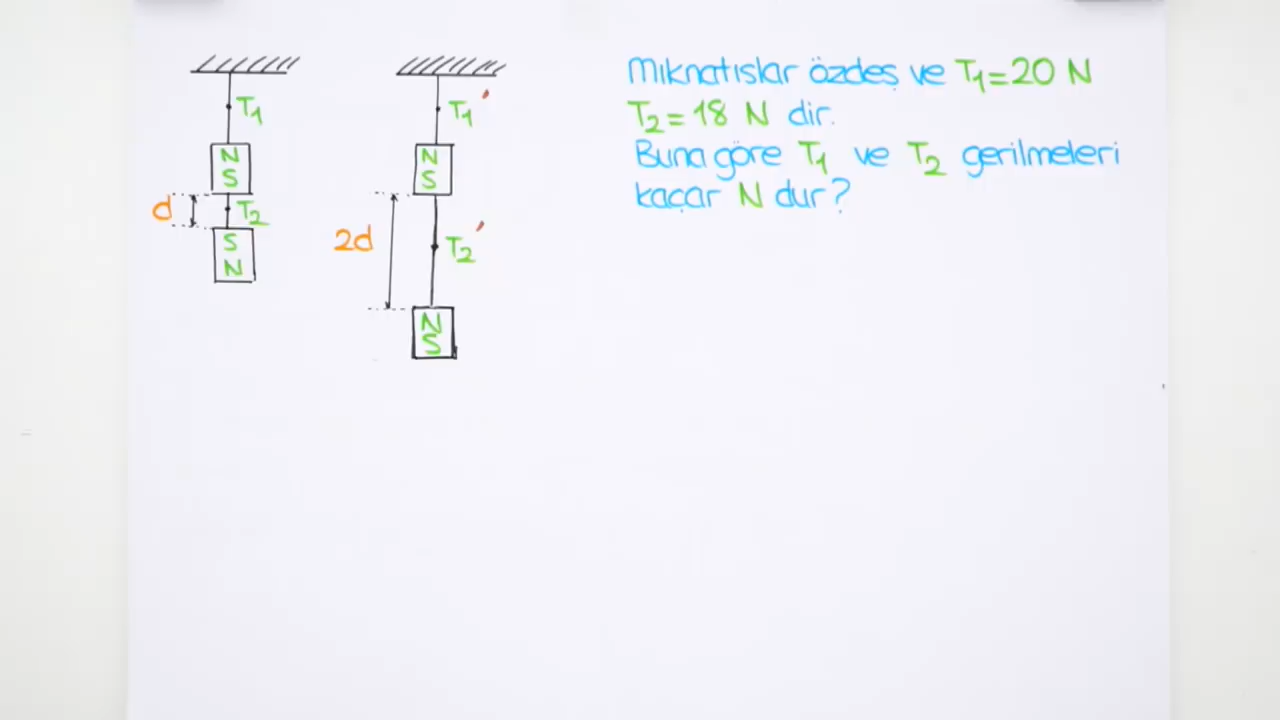 Mıknatıslar özdeş ve T1=20 N
T2=18 N dir.
Buna göre T1 ve T2 gerilmeleri
kaçar N dur?
T1
N
S
d
T2
S
N
T1'
N
S
2d
T2'
N
S